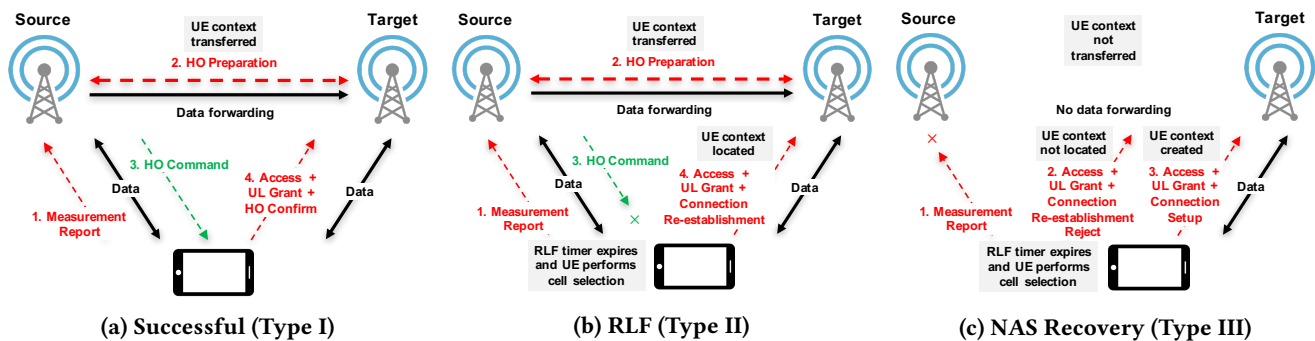 Source
Target
UE context
transferred
2. HO Preparation
Data forwarding
3. HO Command
4. Access +
UL Grant +
HO Confirm
Data
Data
1. Measurement
Report
(a) Successful (Type I)
Source
Target
UE context
transferred
2. HO Preparation
Data forwarding
UE context
located
3. HO Command
4. Access +
UL Grant +
Connection
Re-establishment
Data
Data
1. Measurement
Report
RLF timer expires
and UE performs
cell selection
(b) RLF (Type II)
Source
Target
UE context
not
transferred
No data forwarding
UE context
not located
UE context
created
2. Access +
UL Grant +
Connection
Re-establishment
Reject
3. Access +
UL Grant +
Connection
Setup
Data
1. Measurement
Report
RLF timer expires
and UE performs
cell selection
(c) NAS Recovery (Type III)